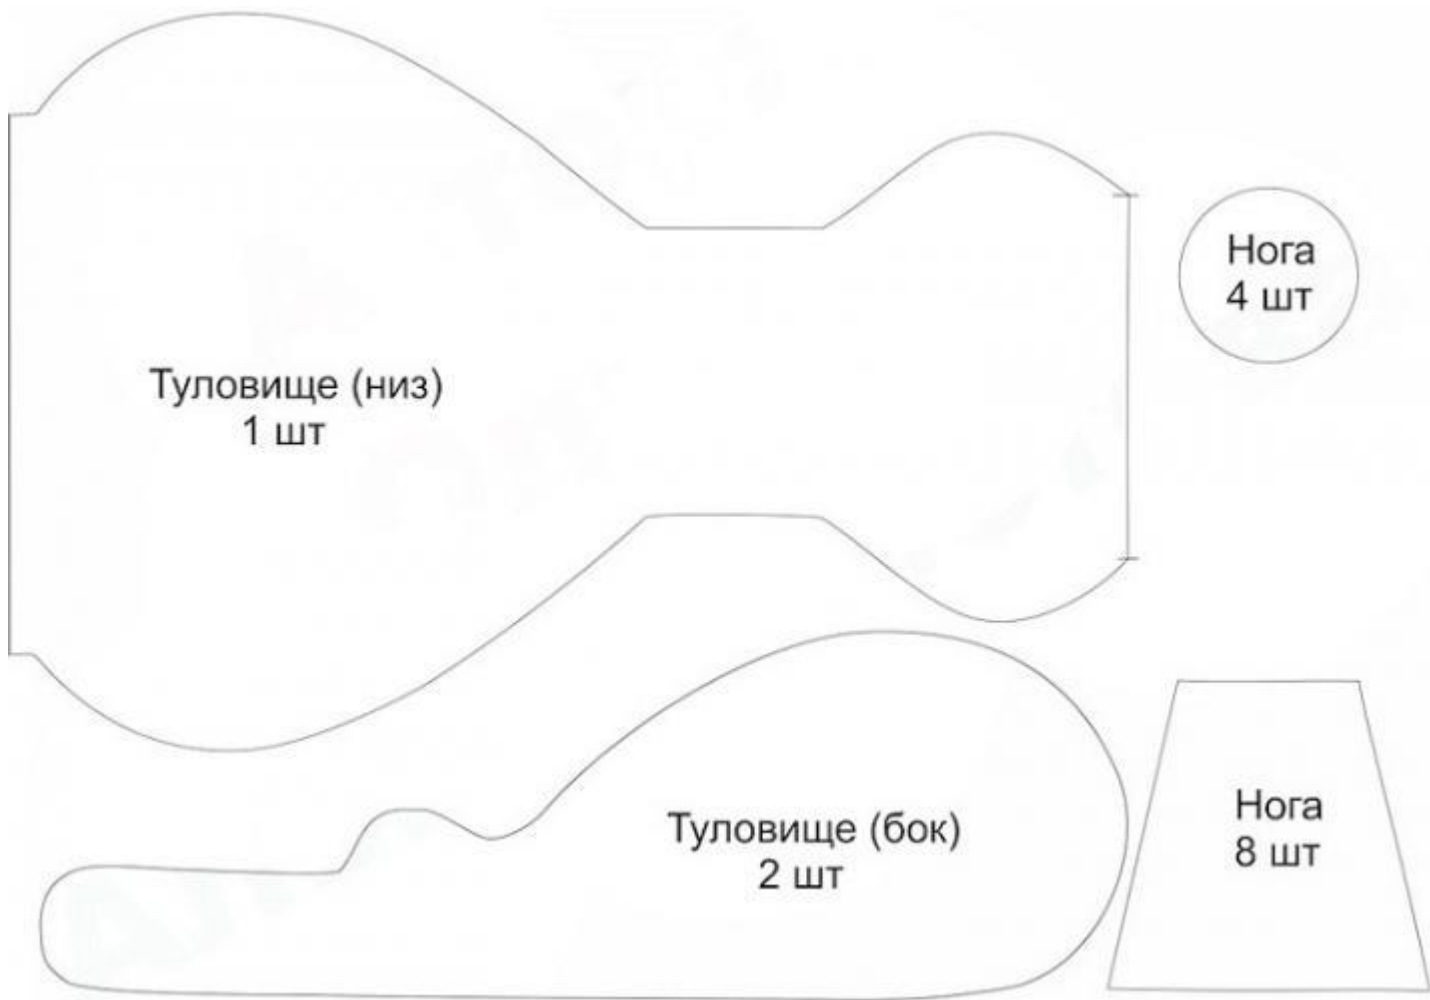 Нога
4 шт
Туловище (низ)
1 шт
Туловище (бок)
2 шт
Нога
8 шт